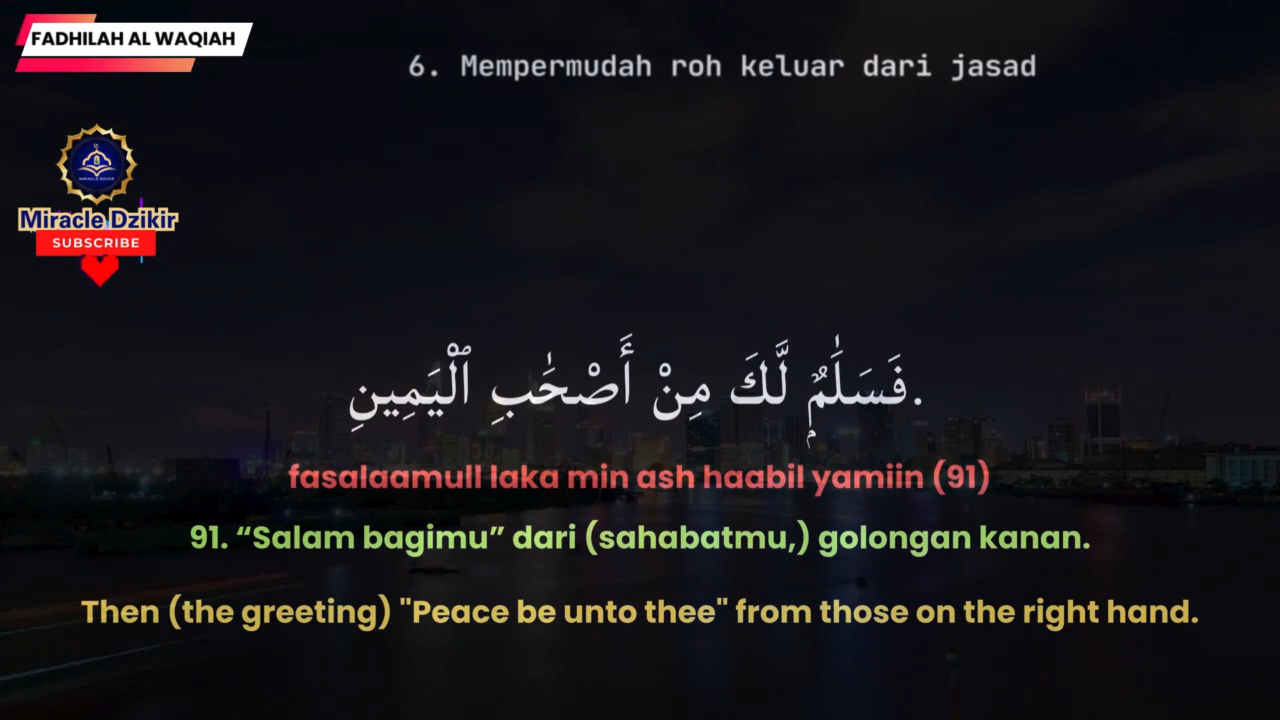 FADHILAH AL WAQIAH
6. Mempermudah roh keluar dari jasad
Miracle Dzikir
SUBSCRIBE
فَسَلَٰمٌۭ لَّكَ مِنْ أَصْحَٰبِ ٱلْيَمِينِ.
fasalaamull laka min ash haabil yamiin (91)
91. “Salam bagimu” dari (sahabatmu,) golongan kanan.
Then (the greeting) "Peace be unto thee" from those on the right hand.